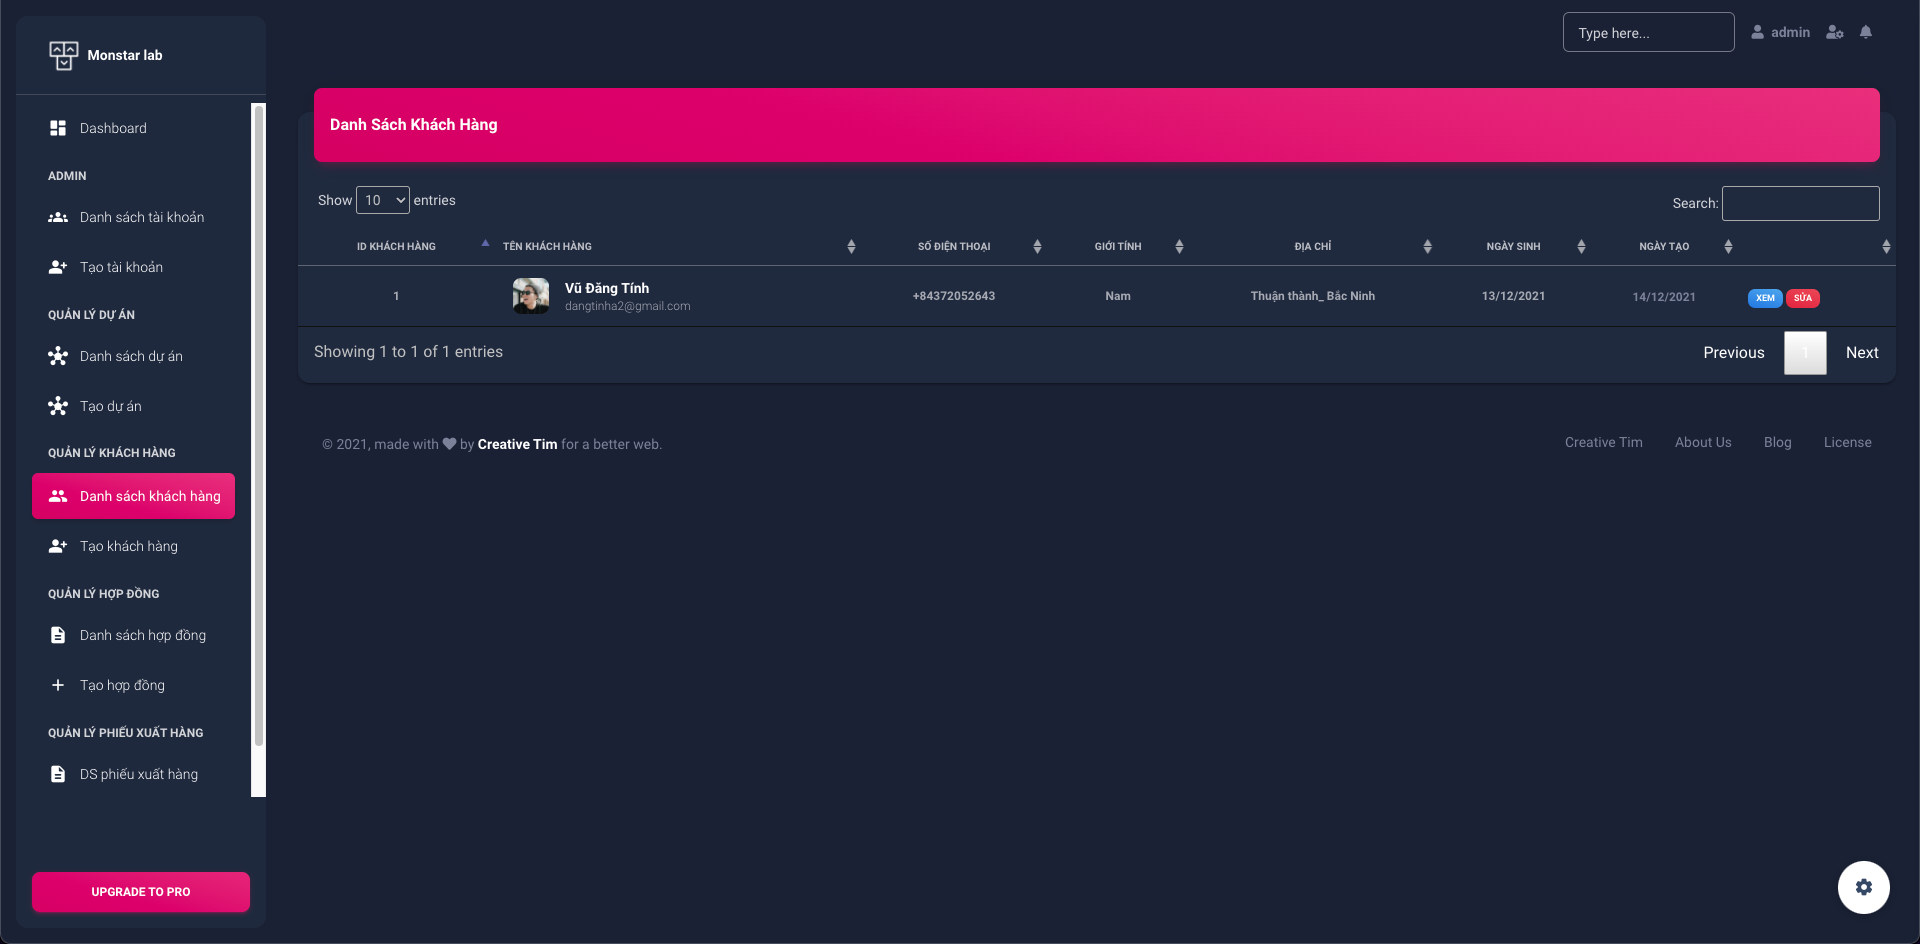 Monstar lab
Type here...
admin
Dashboard
ADMIN
Danh sách tài khoản
Tạo tài khoản
QUẢN LÝ DỰ ÁN
Danh sách dự án
Tạo dự án
QUẢN LÝ KHÁCH HÀNG
Danh sách khách hàng
Tạo khách hàng
QUẢN LÝ HỢP ĐỒNG
Danh sách hợp đồng
Tạo hợp đồng
QUẢN LÝ PHIẾU XUẤT HÀNG
DS phiếu xuất hàng
UPGRADE TO PRO
Danh Sách Khách Hàng
Show 10 entries
Search:
ID KHÁCH HÀNG TÊN KHÁCH HÀNG SỐ ĐIỆN THOẠI GIỚI TÍNH ĐỊA CHỈ NGÀY SINH NGÀY TẠO
1 Vũ Đăng Tính +84372052643 Nam Thuận thành_ Bắc Ninh 13/12/2021 14/12/2021 XEM SỬA
dangtinha2@gmail.com
Showing 1 to 1 of 1 entries
Previous 1 Next
© 2021, made with by Creative Tim for a better web.
Creative Tim About Us Blog License